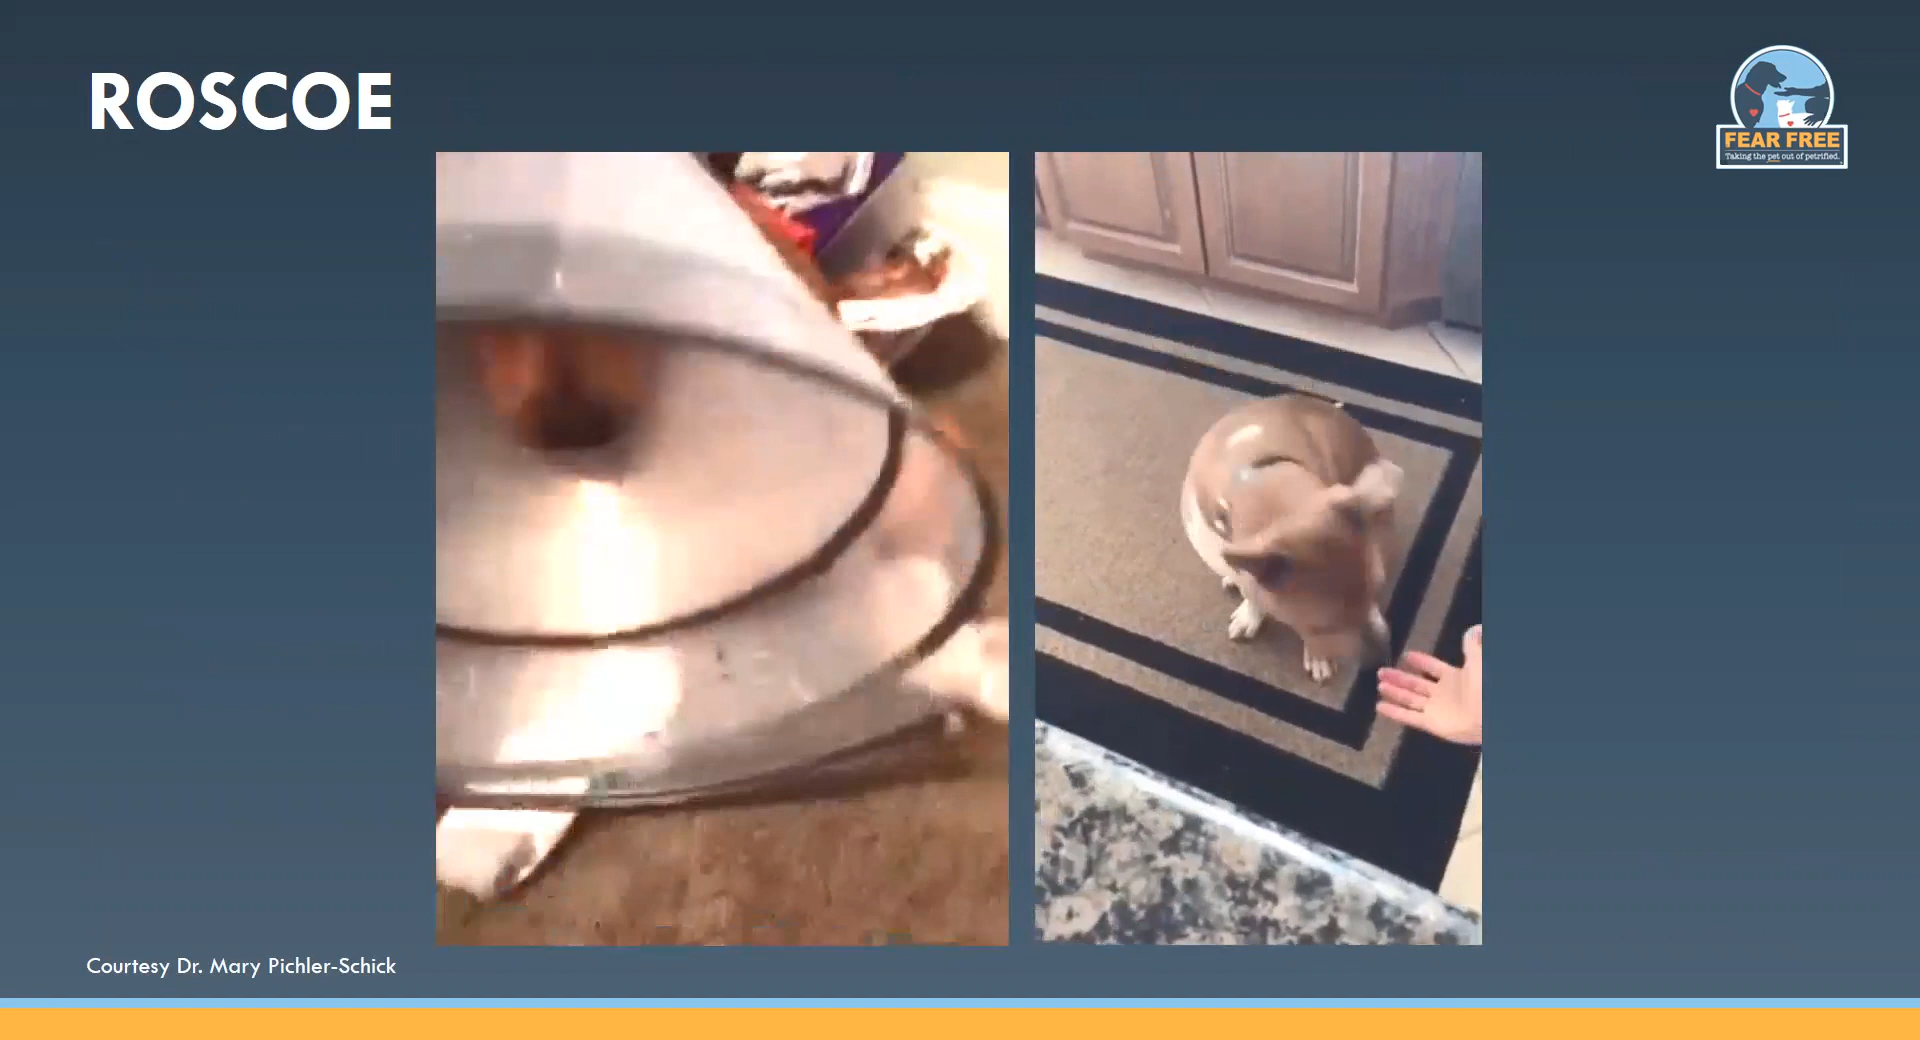 ROSCOE
FEAR FREE
Taking the pet out of petrified.
Courtesy Dr. Mary Pichler-Schick